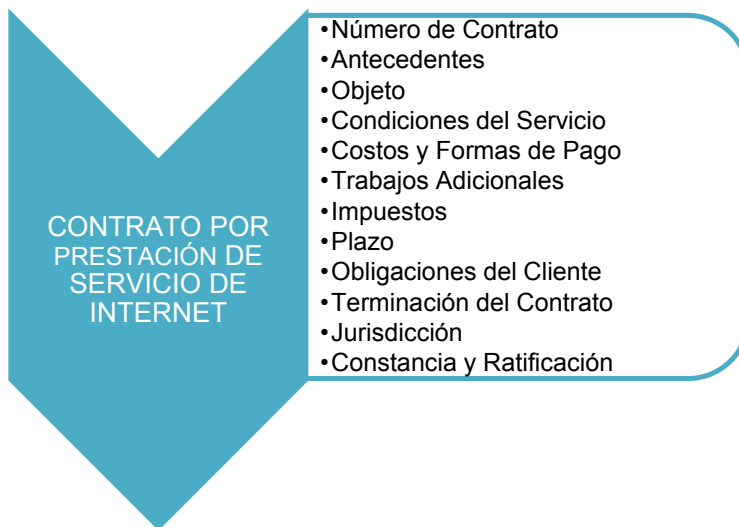 CONTRATO POR
PRESTACIÓN DE
SERVICIO DE
INTERNET
•Número de Contrato
•Antecedentes
•Objeto
•Condiciones del Servicio
•Costos y Formas de Pago
•Trabajos Adicionales
•Impuestos
•Plazo
•Obligaciones del Cliente
•Terminación del Contrato
•Jurisdicción
•Constancia y Ratificación